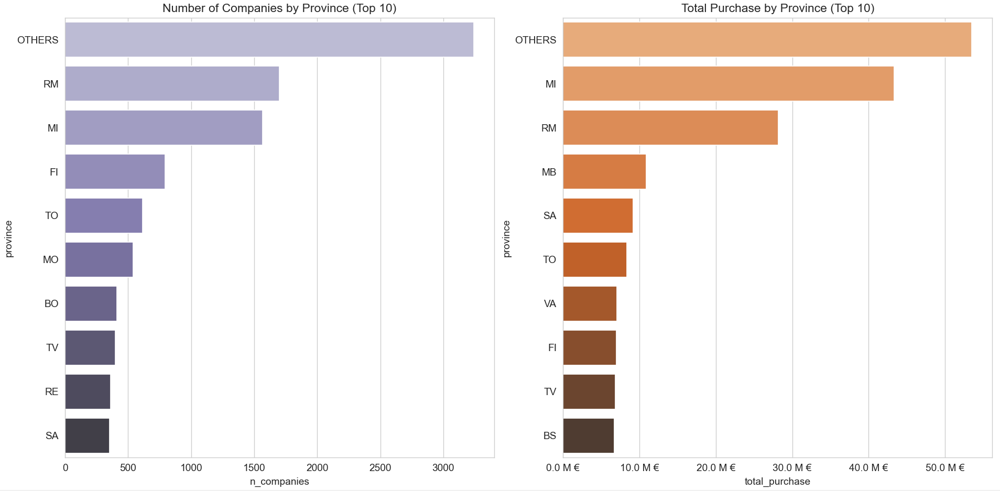 Number of Companies by Province (Top 10)
province
OTHERS
RM
MI
FI
TO
MO
BO
TV
RE
SA
0 500 1000 1500 2000 2500 3000
n_companies
Total Purchase by Province (Top 10)
province
OTHERS
MI
RM
MB
SA
TO
VA
FI
TV
BS
0.0 M € 10.0 M € 20.0 M € 30.0 M € 40.0 M € 50.0 M €
total_purchase